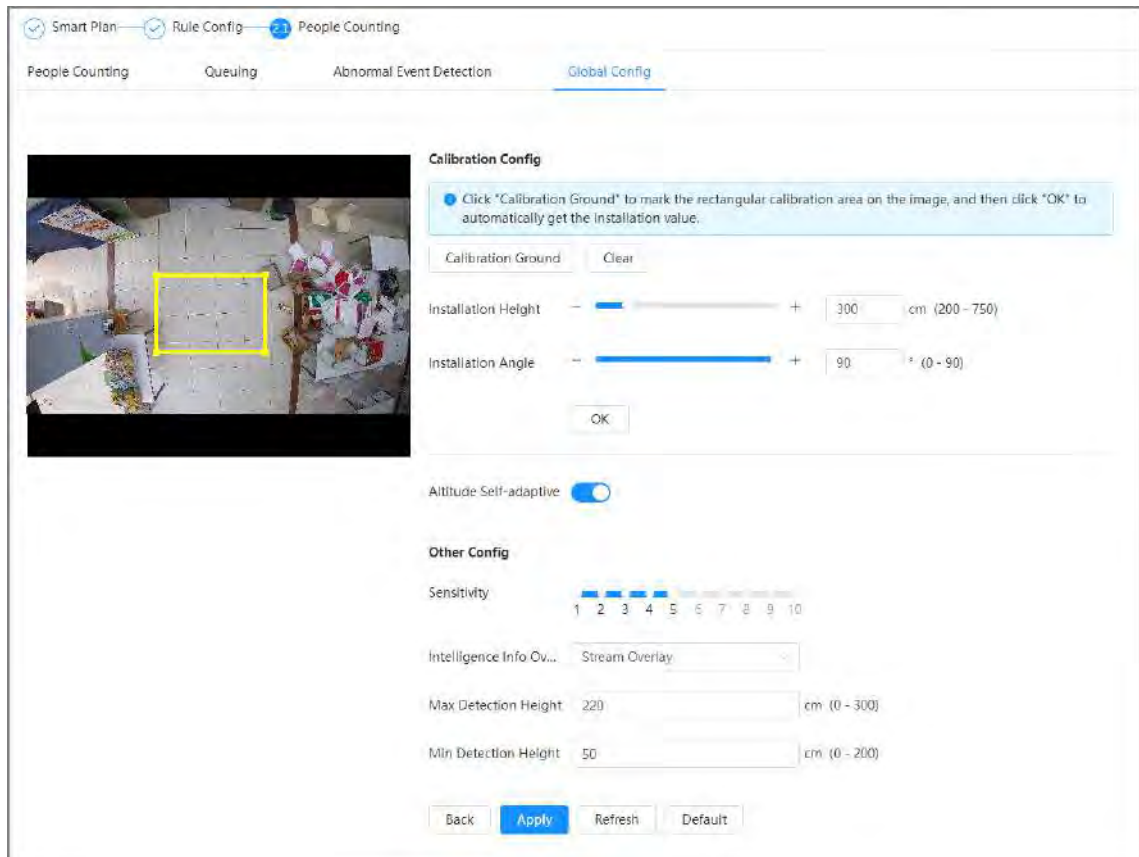 Smart Plan Rule Config 2.1 People Counting
People Counting Queuing Abnormal Event Detection Global Config
Calibration Config
Click "Calibration Ground" to mark the rectangular calibration area on the image, and then click "OK" to
automatically get the installation value.
Calibration Ground Clear
Installation Height - + 300 cm (200 - 750)
Installation Angle - + 90 ° (0 - 90)
OK
Altitude Self-adaptive
Other Config
Sensitivity
1 2 3 4 5 6 7 8 9 10
Intelligence Info Ov... Stream Overlay
Max Detection Height 220 cm (0 - 300)
Min Detection Height 50 cm (0 - 200)
Back Apply Refresh Default